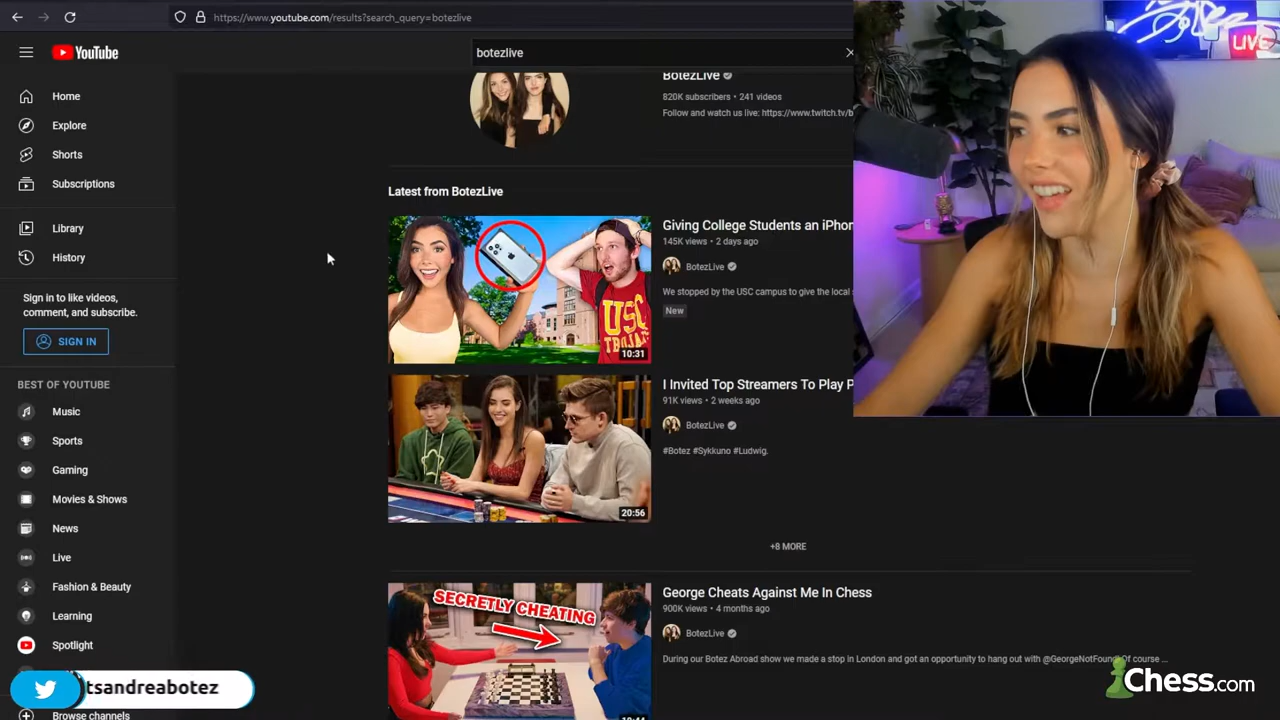 https://www.youtube.com/results?search_query=botezlive
YouTube
botezlive
LIVE
Home
Explore
Shorts
Subscriptions
Library
History
Sign in to like videos,
comment, and subscribe.
SIGN IN
BEST OF YOUTUBE
Music
Sports
Gaming
Movies & Shows
News
Live
Fashion & Beauty
Learning
Spotlight
Browse channels
BotezLive
820K subscribers • 241 videos
Follow and watch us live: https://www.twitch.tv/b
Latest from BotezLive
USC
TROJANS
10:31
Giving College Students an iPhon
145K views • 2 days ago
BotezLive
We stopped by the USC campus to give the local s
New
20:56
I Invited Top Streamers To Play P
91K views • 2 weeks ago
BotezLive
#Botez #Sykkuno #Ludwig.
+8 MORE
SECRETLY CHEATING
George Cheats Against Me In Chess
900K views • 4 months ago
BotezLive
During our Botez Abroad show we made a stop in London and got an opportunity to hang out with @GeorgeNotFound Of course ...
tsandreabotez
Chess.com